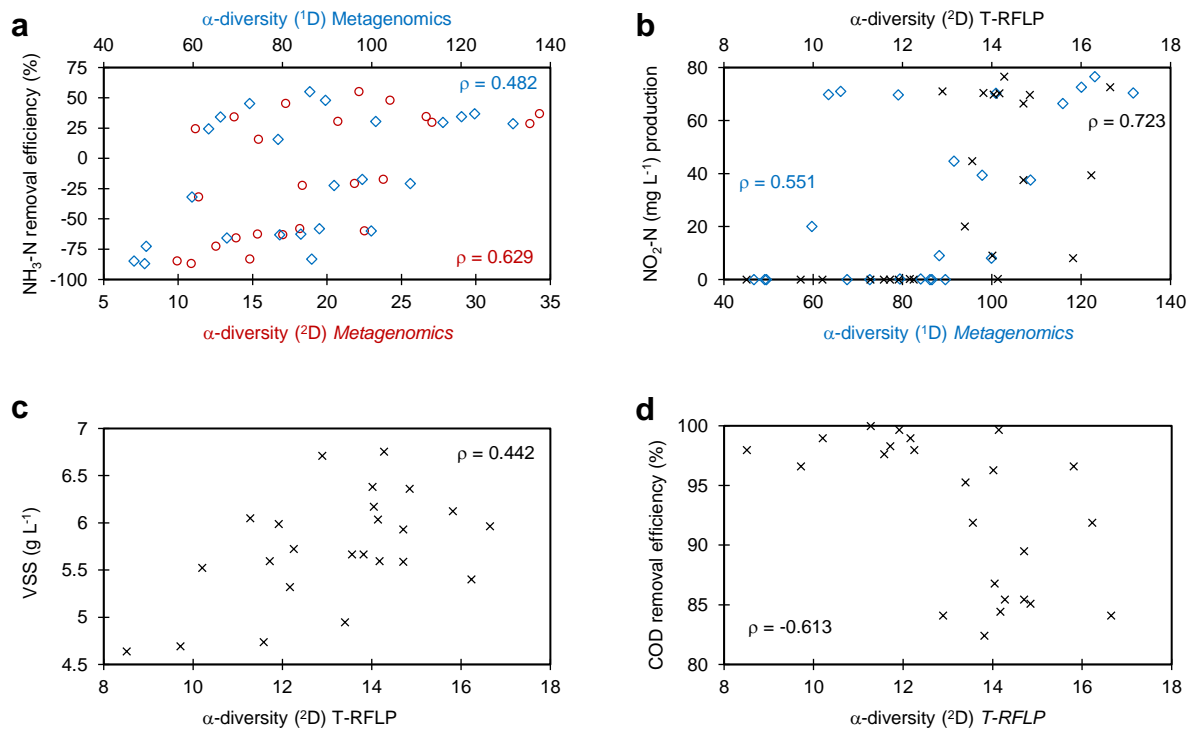 a
α-diversity (¹D) Metagenomics
40 60 80 100 120 140
NH₃-N removal efficiency (%)
75
50
25
0
-25
-50
-75
-100
ρ = 0.482
ρ = 0.629
5 10 15 20 25 30 35
α-diversity (²D) Metagenomics
b
α-diversity (²D) T-RFLP
8 10 12 14 16 18
NO₂-N (mg L⁻¹) production
80
60
40
20
0
ρ = 0.723
ρ = 0.551
40 60 80 100 120 140
α-diversity (¹D) Metagenomics
c
VSS (g L⁻¹)
7
6.5
6
5.5
5
4.5
ρ = 0.442
8 10 12 14 16 18
α-diversity (²D) T-RFLP
d
COD removal efficiency (%)
100
95
90
85
80
ρ = -0.613
8 10 12 14 16 18
α-diversity (²D) T-RFLP